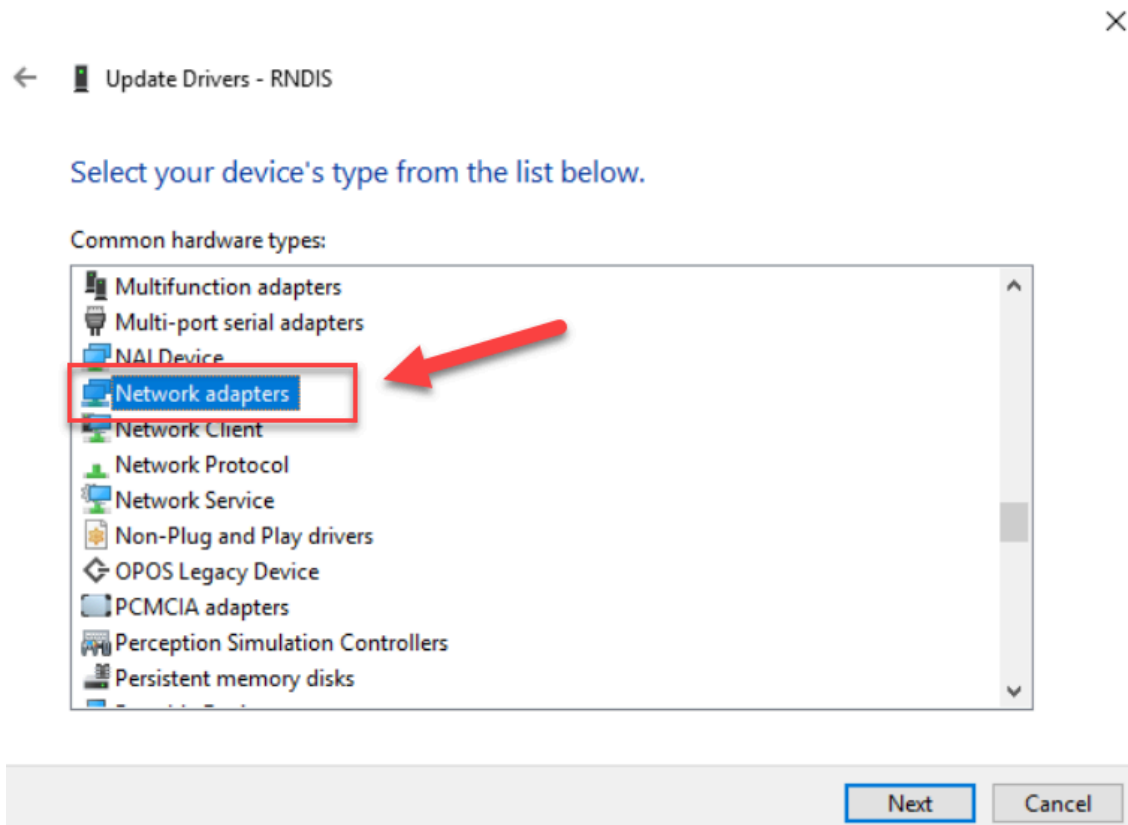 Update Drivers - RNDIS
Select your device's type from the list below.
Common hardware types:
Multifunction adapters
Multi-port serial adapters
NAI Device
Network adapters
Network Client
Network Protocol
Network Service
Non-Plug and Play drivers
OPOS Legacy Device
PCMCIA adapters
Perception Simulation Controllers
Persistent memory disks
Next
Cancel